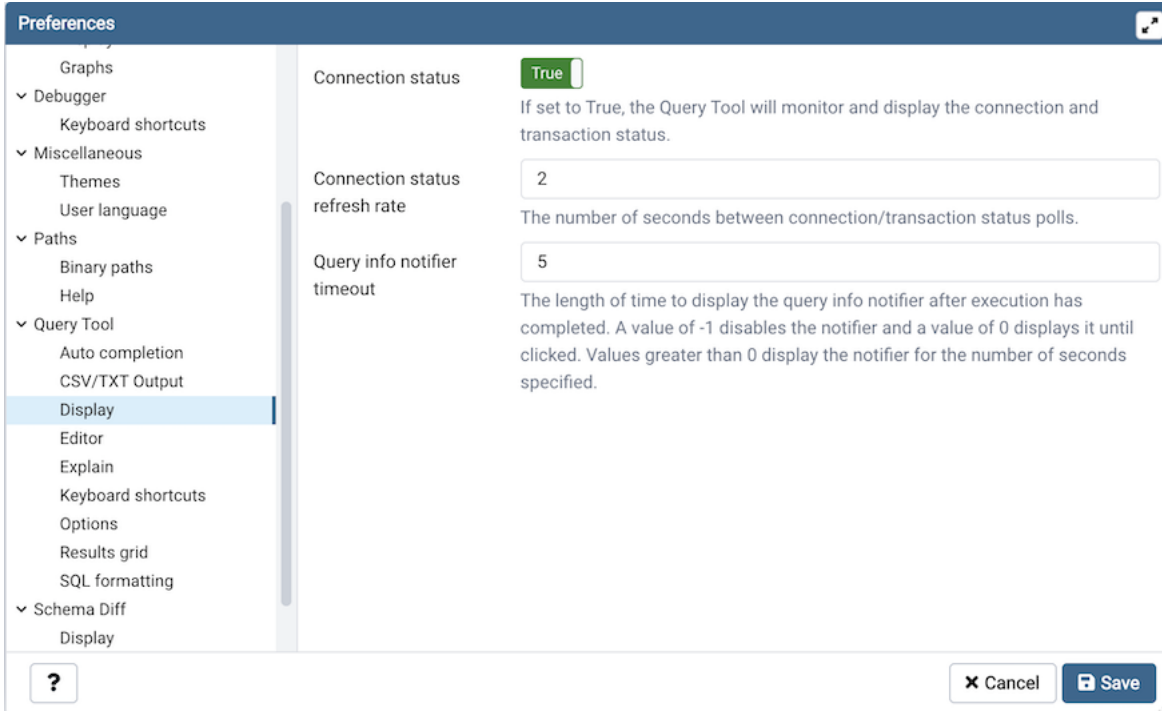 Preferences
Graphs
Debugger
Keyboard shortcuts
Miscellaneous
Themes
User language
Paths
Binary paths
Help
Query Tool
Auto completion
CSV/TXT Output
Display
Editor
Explain
Keyboard shortcuts
Options
Results grid
SQL formatting
Schema Diff
Display
Connection status
True
If set to True, the Query Tool will monitor and display the connection and
transaction status.
Connection status
refresh rate
2
The number of seconds between connection/transaction status polls.
Query info notifier
timeout
5
The length of time to display the query info notifier after execution has
completed. A value of -1 disables the notifier and a value of 0 displays it until
clicked. Values greater than 0 display the notifier for the number of seconds
specified.
?
Cancel
Save